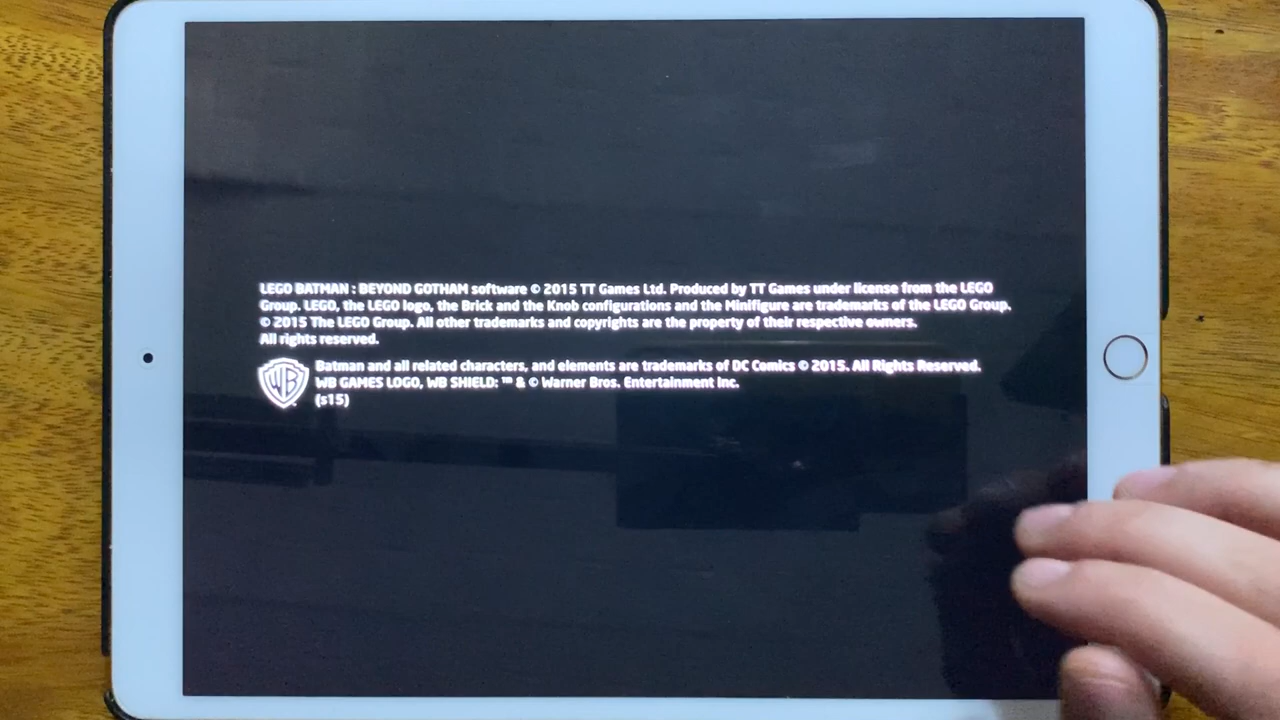 LEGO BATMAN : BEYOND GOTHAM software © 2015 TT Games Ltd. Produced by TT Games under license from the LEGO
Group. LEGO, the LEGO logo, the Brick and the Knob configurations and the Minifigure are trademarks of the LEGO Group.
© 2015 The LEGO Group. All other trademarks and copyrights are the property of their respective owners.
All rights reserved.
WB
Batman and all related characters, and elements are trademarks of DC Comics © 2015. All Rights Reserved.
WB GAMES LOGO, WB SHIELD: ™ & © Warner Bros. Entertainment Inc.
(s15)